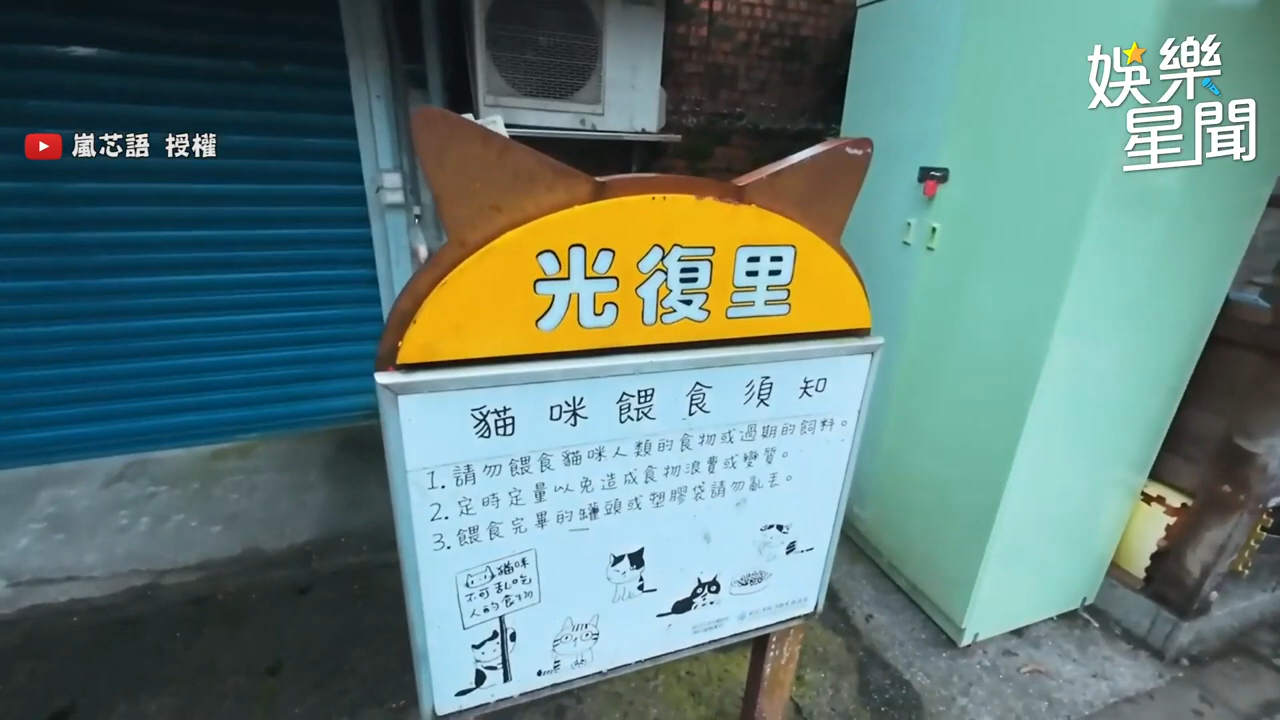 娛樂
星聞
嵐芯語 授權
光復里
貓咪餵食須知
1. 請勿餵食貓咪人類的食物或過期的飼料。
2. 定時定量以免造成食物浪費或變質。
3. 餵食完畢的罐頭或塑膠袋請勿亂丟。
貓咪
不可乱吃
人的食物